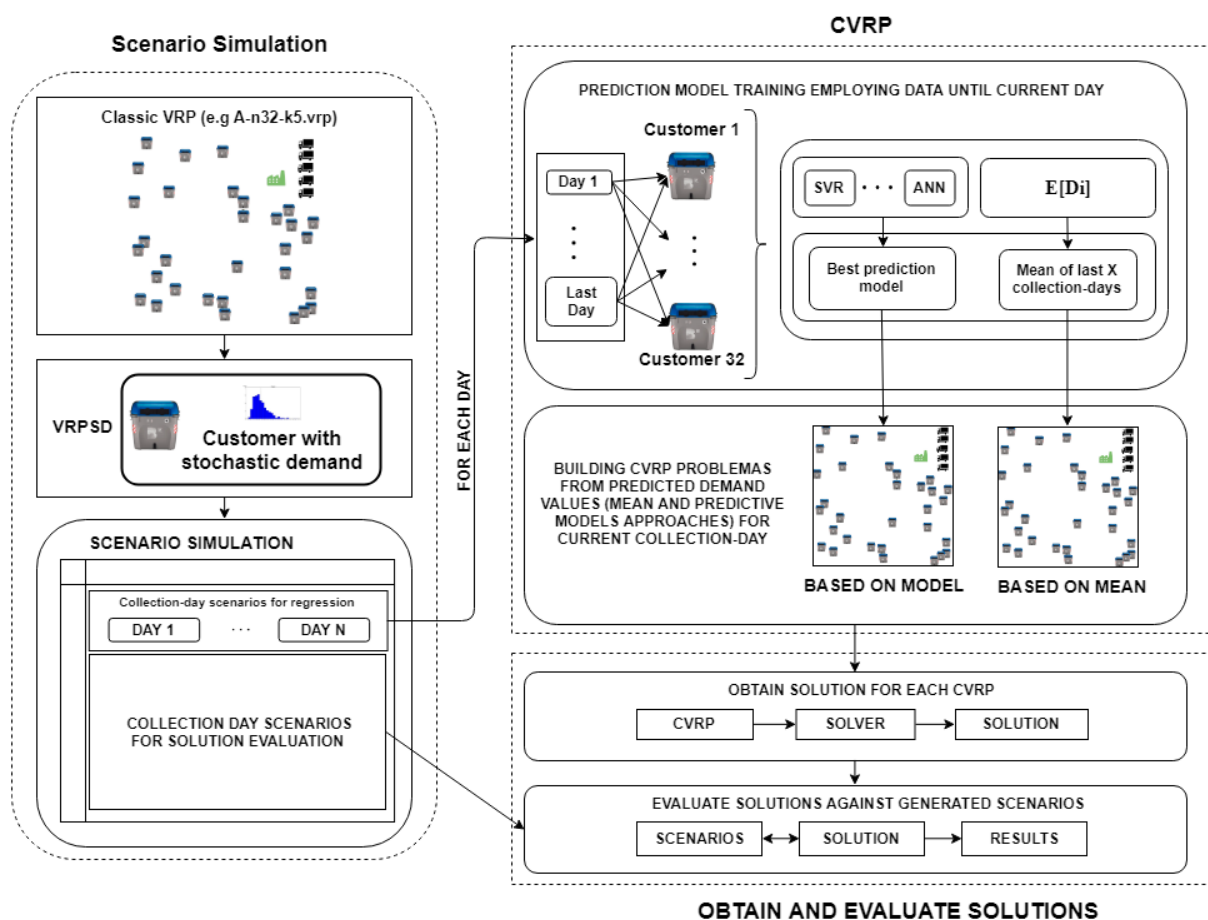 Scenario Simulation
Classic VRP (e.g A-n32-k5.vrp)
VRPSD
Customer with
stochastic demand
SCENARIO SIMULATION
Collection-day scenarios for regression
DAY 1
...
DAY N
COLLECTION DAY SCENARIOS
FOR SOLUTION EVALUATION
FOR EACH DAY
CVRP
PREDICTION MODEL TRAINING EMPLOYING DATA UNTIL CURRENT DAY
Day 1
Last
Day
Customer 1
Customer 32
SVR
...
ANN
E[Di]
Best prediction
model
Mean of last X
collection-days
BUILDING CVRP PROBLEMAS
FROM PREDICTED DEMAND
VALUES (MEAN AND PREDICTIVE
MODELS APPROACHES) FOR
CURRENT COLLECTION-DAY
BASED ON MODEL
BASED ON MEAN
OBTAIN SOLUTION FOR EACH CVRP
CVRP
SOLVER
SOLUTION
EVALUATE SOLUTIONS AGAINST GENERATED SCENARIOS
SCENARIOS
SOLUTION
RESULTS
OBTAIN AND EVALUATE SOLUTIONS